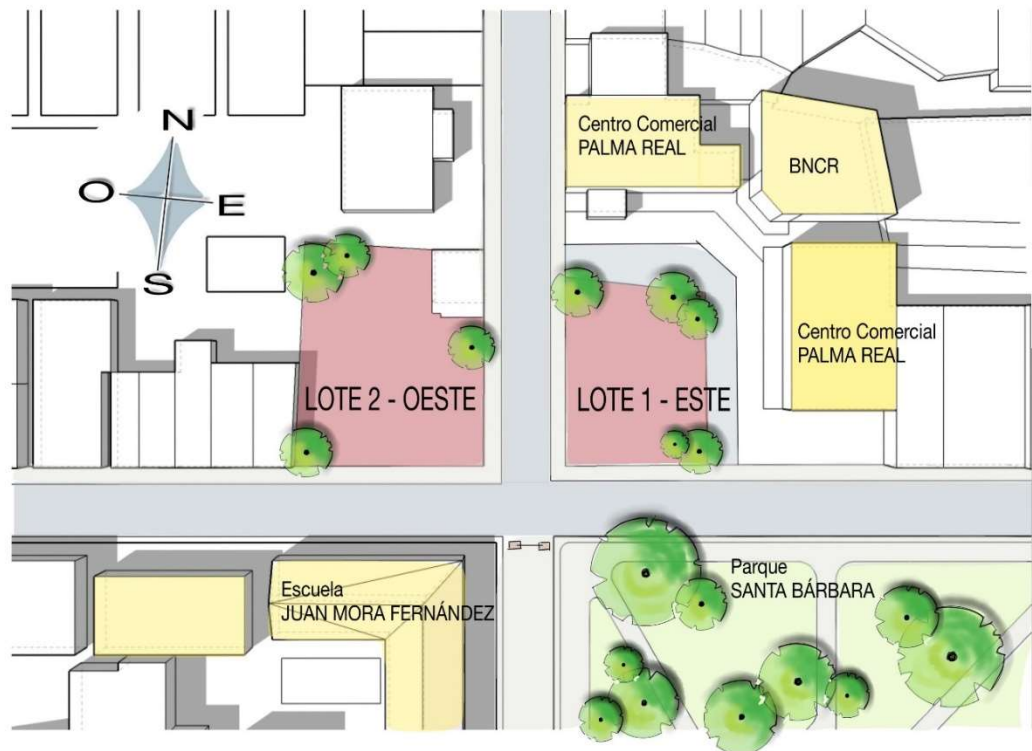 N
O
E
S
Centro Comercial
PALMA REAL
BNCR
Centro Comercial
PALMA REAL
LOTE 2 - OESTE
LOTE 1 - ESTE
Escuela
JUAN MORA FERNÁNDEZ
Parque
SANTA BÁRBARA